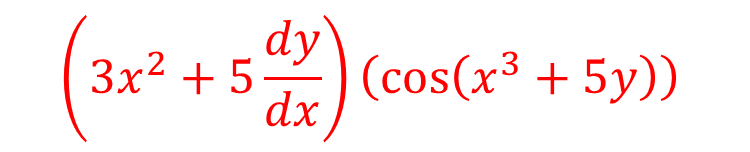 (3x² + 5 dy/dx) (cos(x³ + 5y))